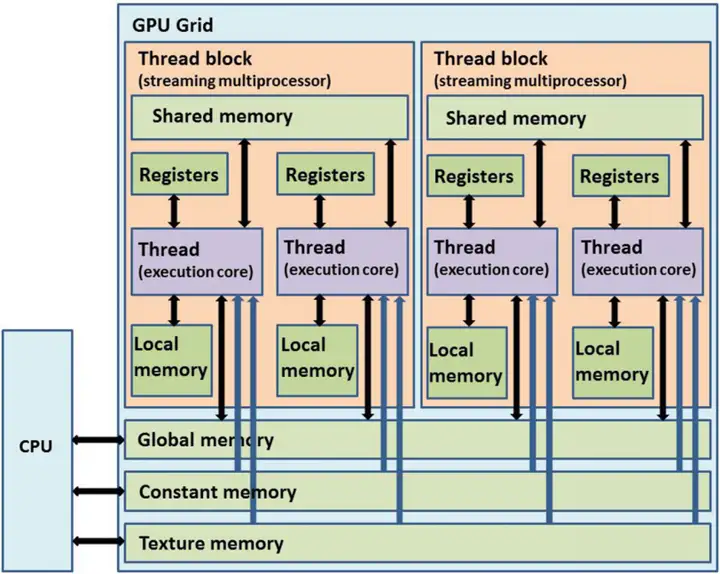 GPU Grid
Thread block
(streaming multiprocessor)
Shared memory
Registers
Registers
Thread
(execution core)
Thread
(execution core)
Local
memory
Local
memory
Thread block
(streaming multiprocessor)
Shared memory
Registers
Registers
Thread
(execution core)
Thread
(execution core)
Local
memory
Local
memory
CPU
Global memory
Constant memory
Texture memory